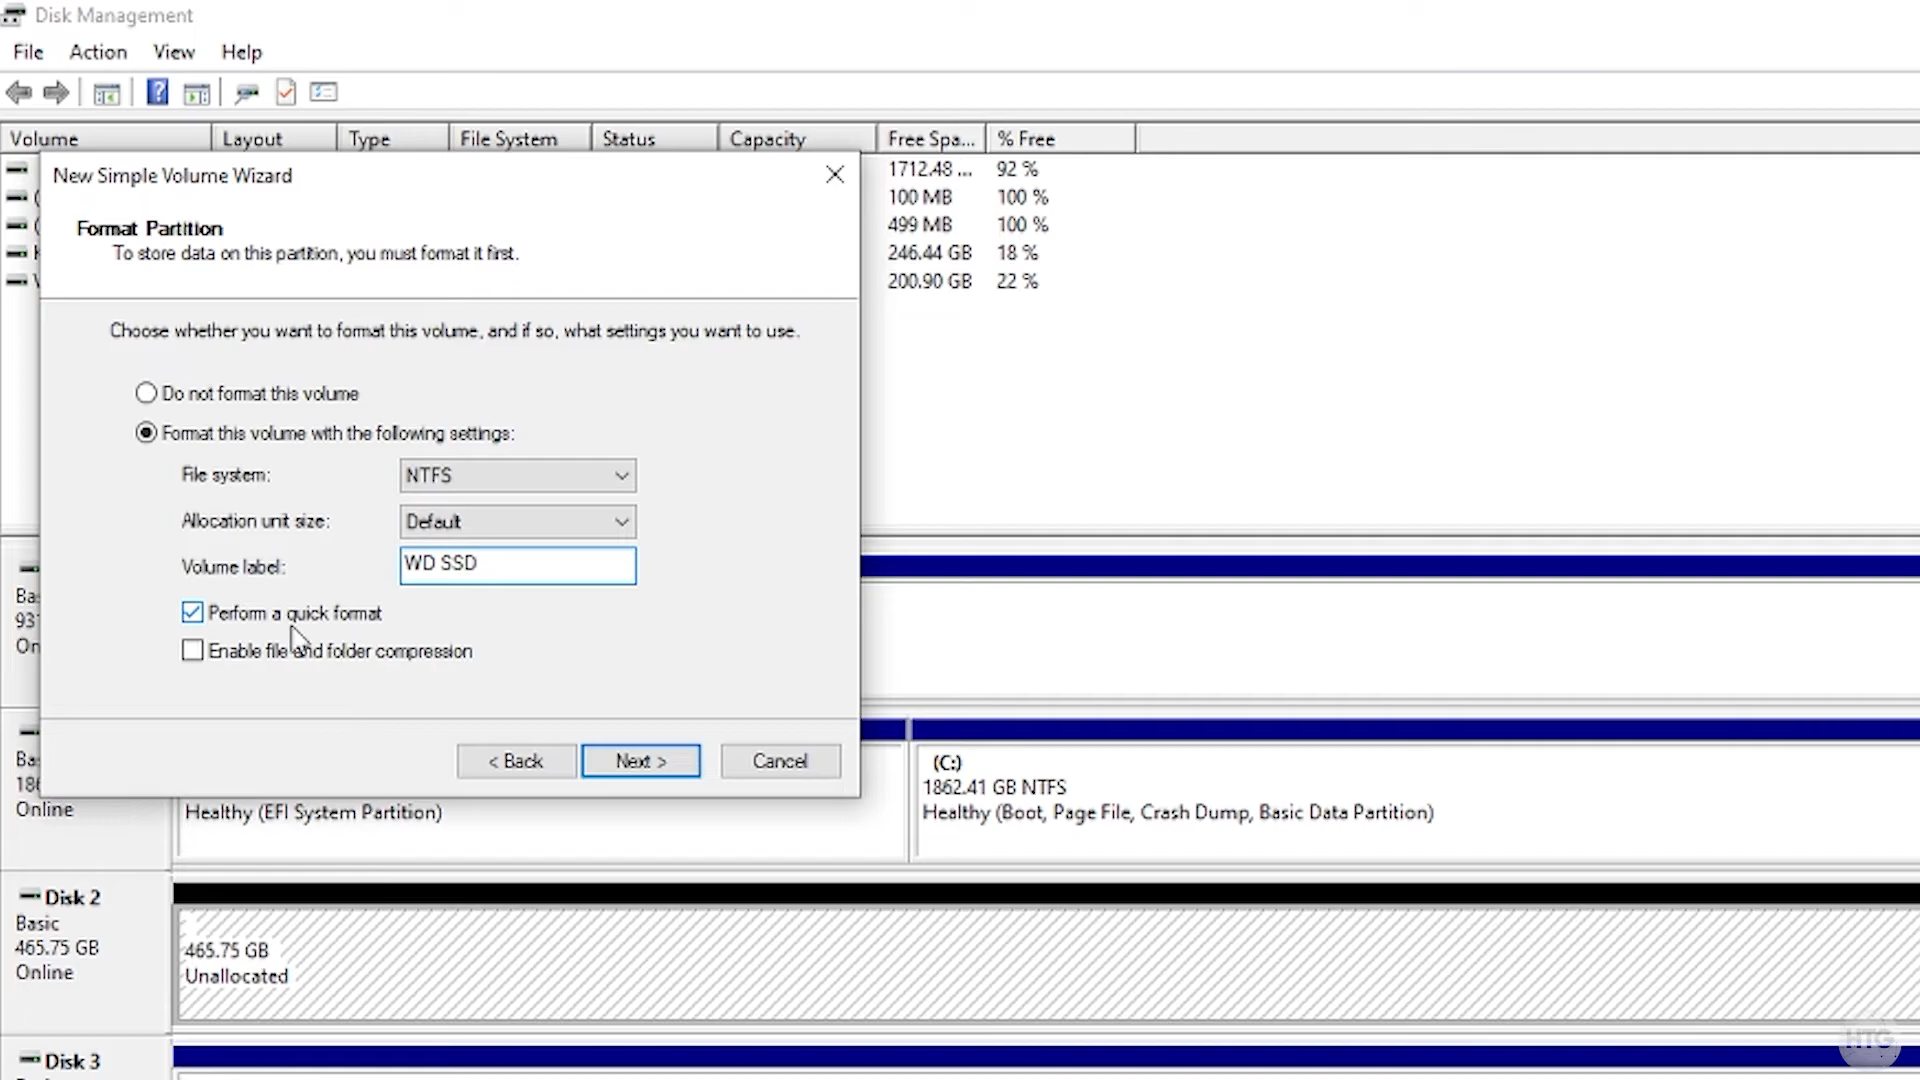 Disk Management
File Action View Help
Volume Layout Type File System Status Capacity Free Spa... % Free
1712.48 ... 92 %
100 MB 100 %
499 MB 100 %
246.44 GB 18 %
200.90 GB 22 %
New Simple Volume Wizard
Format Partition
To store data on this partition, you must format it first.
Choose whether you want to format this volume, and if so, what settings you want to use.
Do not format this volume
Format this volume with the following settings:
File system: NTFS
Allocation unit size: Default
Volume label: WD SSD
Perform a quick format
Enable file and folder compression
< Back Next > Cancel
Online
Healthy (EFI System Partition)
(C:)
1862.41 GB NTFS
Healthy (Boot, Page File, Crash Dump, Basic Data Partition)
Disk 2
Basic
465.75 GB
Online
465.75 GB
Unallocated
Disk 3
HTG